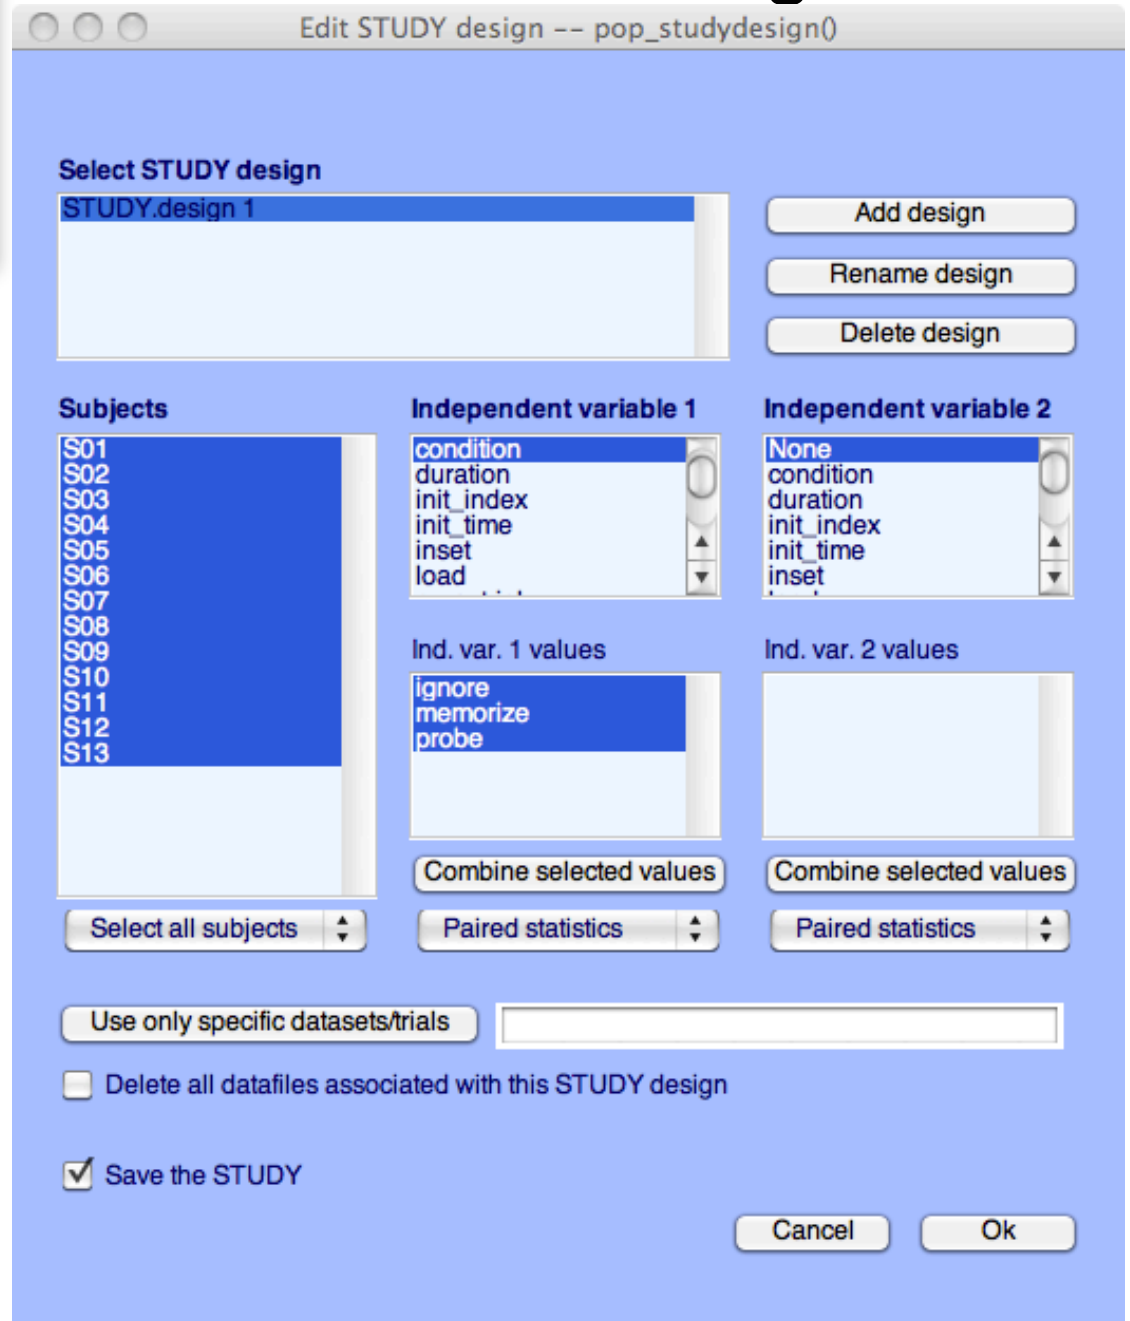 Edit STUDY design -- pop_studydesign()
Select STUDY design
STUDY.design 1
Add design
Rename design
Delete design
Subjects
S01
S02
S03
S04
S05
S06
S07
S08
S09
S10
S11
S12
S13
Select all subjects
Independent variable 1
condition
duration
init_index
init_time
inset
load
Ind. var. 1 values
ignore
memorize
probe
Combine selected values
Paired statistics
Independent variable 2
None
condition
duration
init_index
init_time
inset
Ind. var. 2 values
Combine selected values
Paired statistics
Use only specific datasets/trials
Delete all datafiles associated with this STUDY design
Save the STUDY
Cancel
Ok